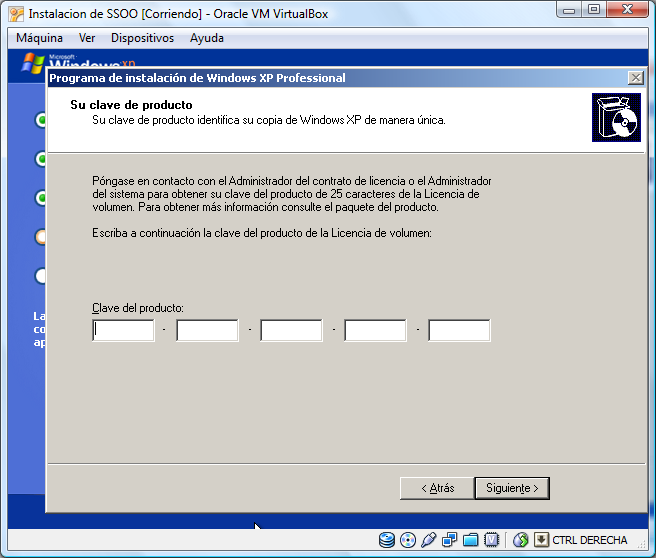 Instalacion de SSOO [Corriendo] - Oracle VM VirtualBox
Máquina Ver Dispositivos Ayuda
Microsoft
Windows xp
Programa de instalación de Windows XP Professional
Su clave de producto
Su clave de producto identifica su copia de Windows XP de manera única.
Póngase en contacto con el Administrador del contrato de licencia o el Administrador
del sistema para obtener su clave del producto de 25 caracteres de la Licencia de
volumen. Para obtener más información consulte el paquete del producto.
Escriba a continuación la clave del producto de la Licencia de volumen:
La
co
ap
Clave del producto:
- - - -
< Atrás Siguiente >
CTRL DERECHA